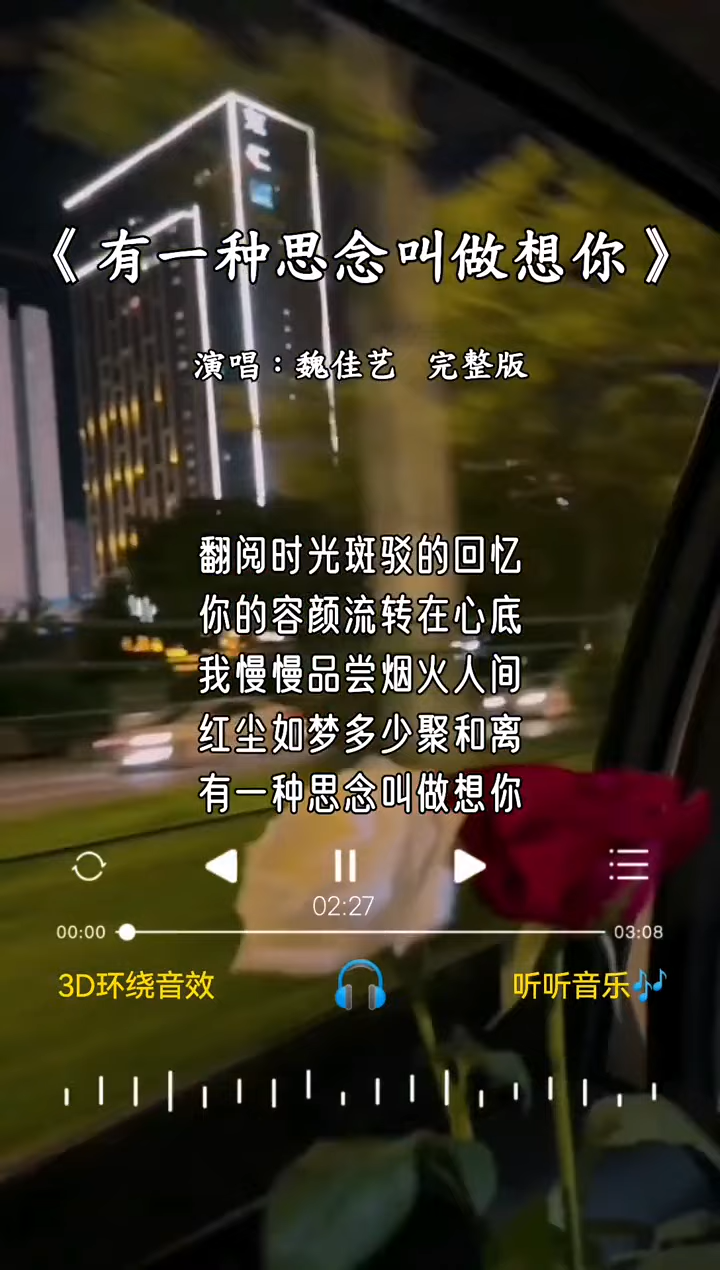 《有一种思念叫做想你》
演唱：魏佳艺 完整版
翻阅时光斑驳的回忆
你的容颜流转在心底
我慢慢品尝烟火人间
红尘如梦多少聚和离
有一种思念叫做想你
02:27
00:00 03:08
3D环绕音效 听听音乐